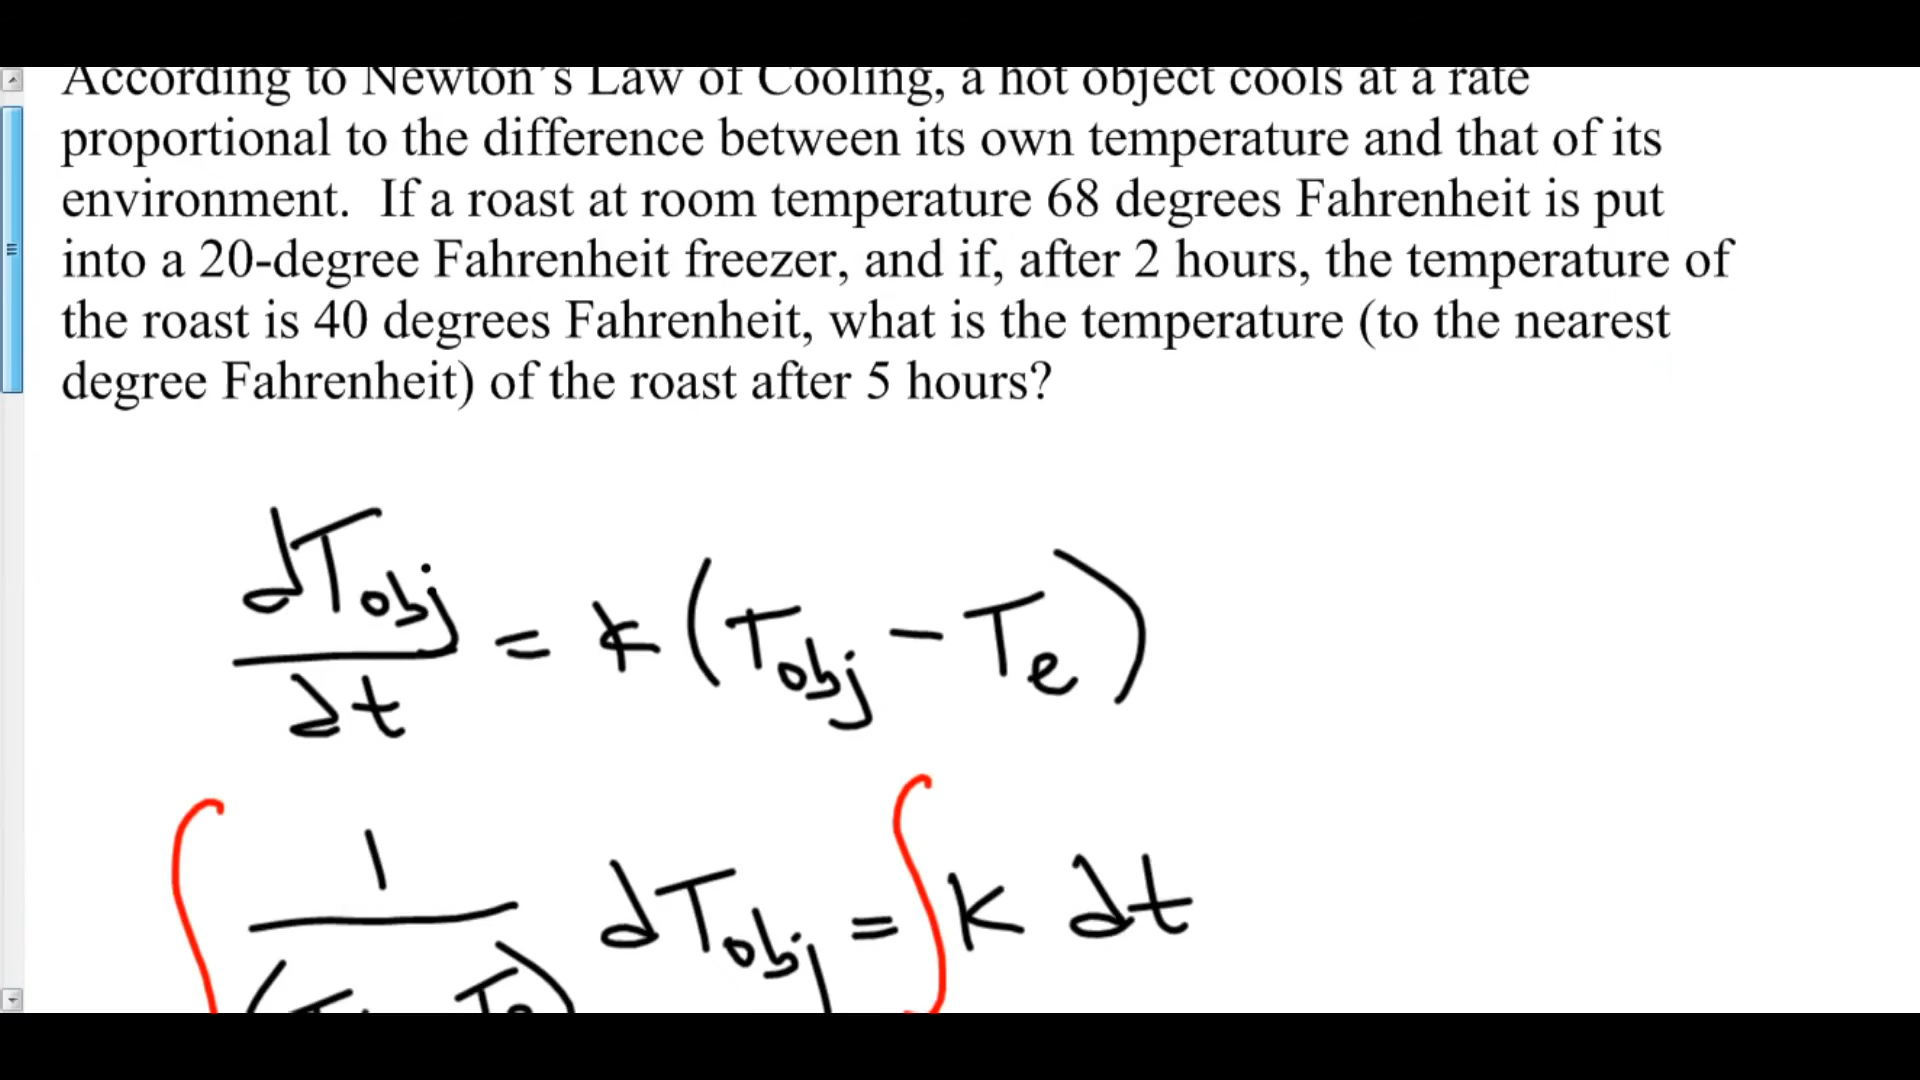 According to Newton's Law of Cooling, a hot object cools at a rate
proportional to the difference between its own temperature and that of its
environment. If a roast at room temperature 68 degrees Fahrenheit is put
into a 20-degree Fahrenheit freezer, and if, after 2 hours, the temperature of
the roast is 40 degrees Fahrenheit, what is the temperature (to the nearest
degree Fahrenheit) of the roast after 5 hours?
dTobj/dt = k(Tobj - Te)
∫ 1/( dTobj = ∫ k dt